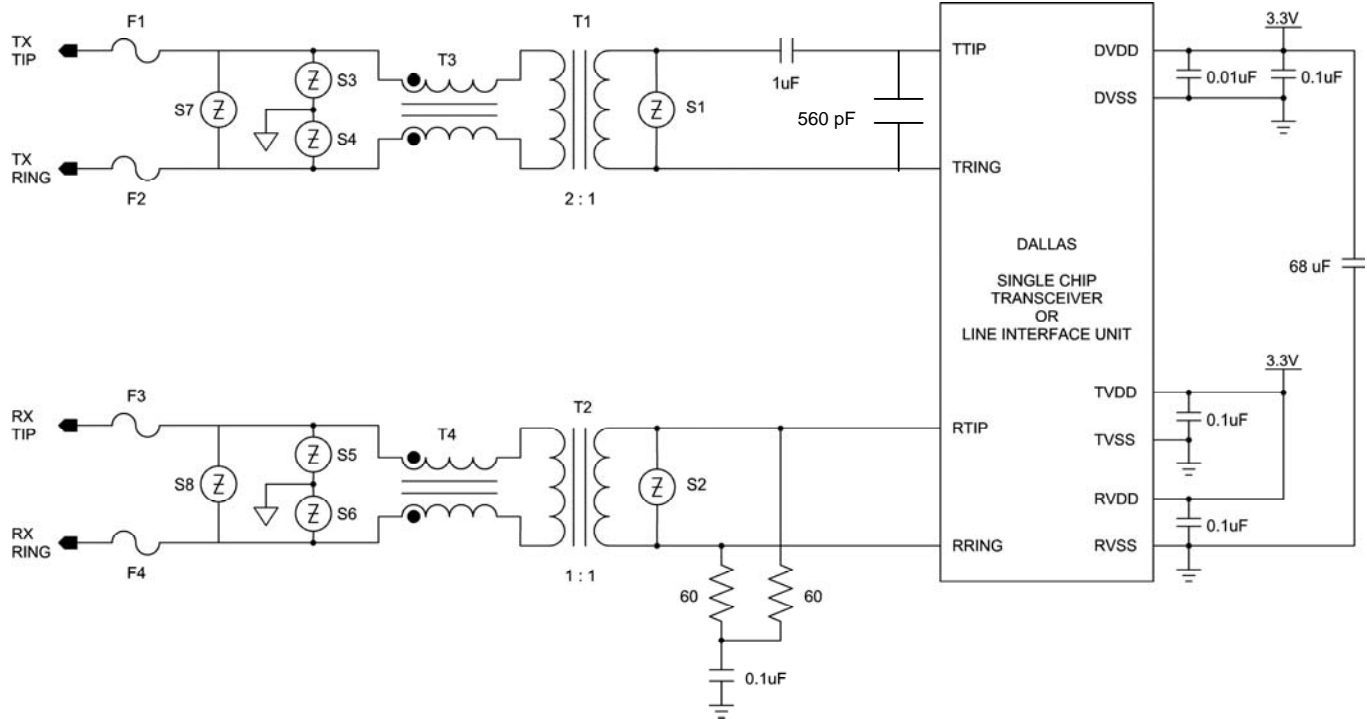 TX
TIP
F1
S7
S3
S4
T3
T1
S1
1uF
560 pF
TX
RING
F2
2 : 1
TTIP
TRING
DVDD
DVSS
3.3V
0.01uF
0.1uF
DALLAS
SINGLE CHIP
TRANSCEIVER
OR
LINE INTERFACE UNIT
68 uF
RX
TIP
F3
S8
S5
S6
T4
T2
S2
RX
RING
F4
1 : 1
RTIP
RRING
TVDD
TVSS
RVDD
RVSS
3.3V
0.1uF
0.1uF
60
60
0.1uF